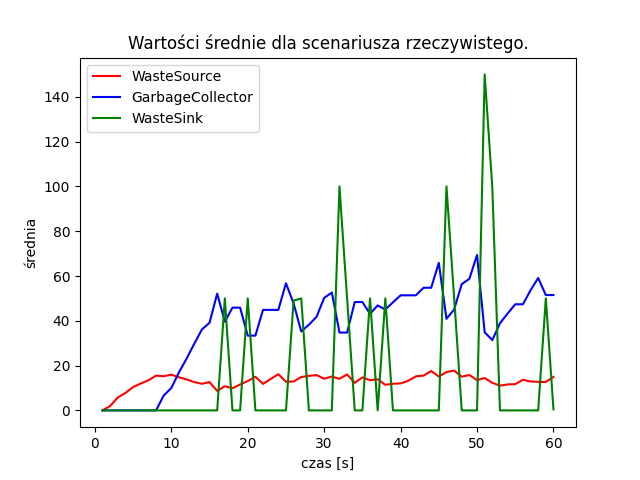 Wartości średnie dla scenariusza rzeczywistego.
WasteSource
GarbageCollector
WasteSink
średnia
140
120
100
80
60
40
20
0
0 10 20 30 40 50 60
czas [s]